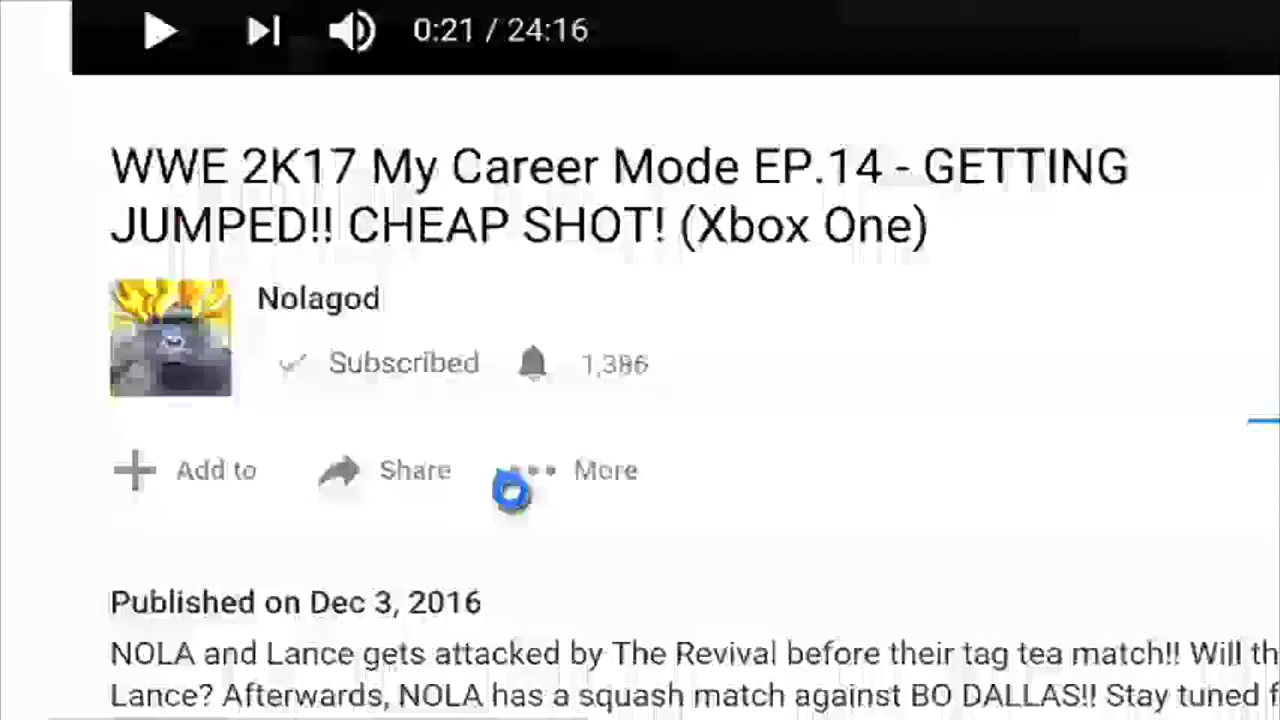 0:21 / 24:16
WWE 2K17 My Career Mode EP.14 - GETTING
JUMPED!! CHEAP SHOT! (Xbox One)
Nolagod
Subscribed 1,386
Add to Share More
Published on Dec 3, 2016
NOLA and Lance gets attacked by The Revival before their tag tea match!! Will th
Lance? Afterwards, NOLA has a squash match against BO DALLAS!! Stay tuned f